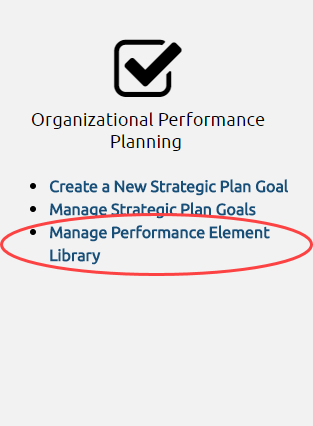 Organizational Performance
Planning
Create a New Strategic Plan Goal
Manage Strategic Plan Goals
Manage Performance Element
Library